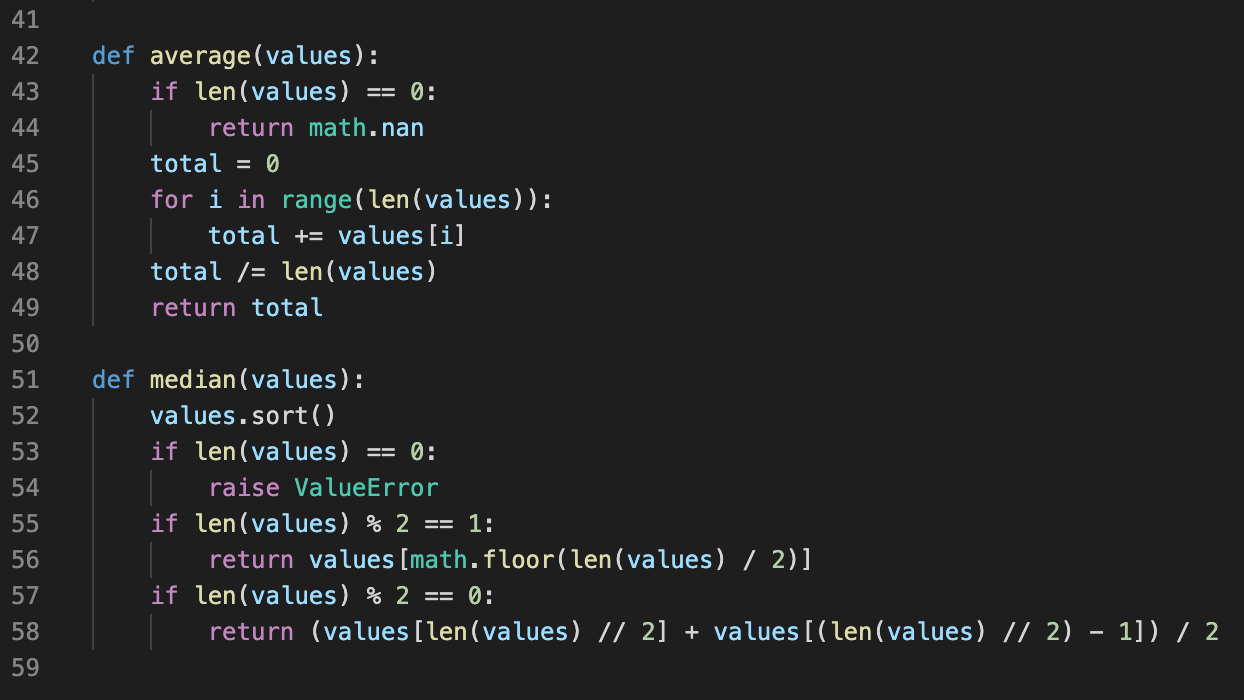 41
42 def average(values):
43     if len(values) == 0:
44         return math.nan
45     total = 0
46     for i in range(len(values)):
47         total += values[i]
48     total /= len(values)
49     return total
50
51 def median(values):
52     values.sort()
53     if len(values) == 0:
54         raise ValueError
55     if len(values) % 2 == 1:
56         return values[math.floor(len(values) / 2)]
57     if len(values) % 2 == 0:
58         return (values[len(values) // 2] + values[(len(values) // 2) - 1]) / 2
59